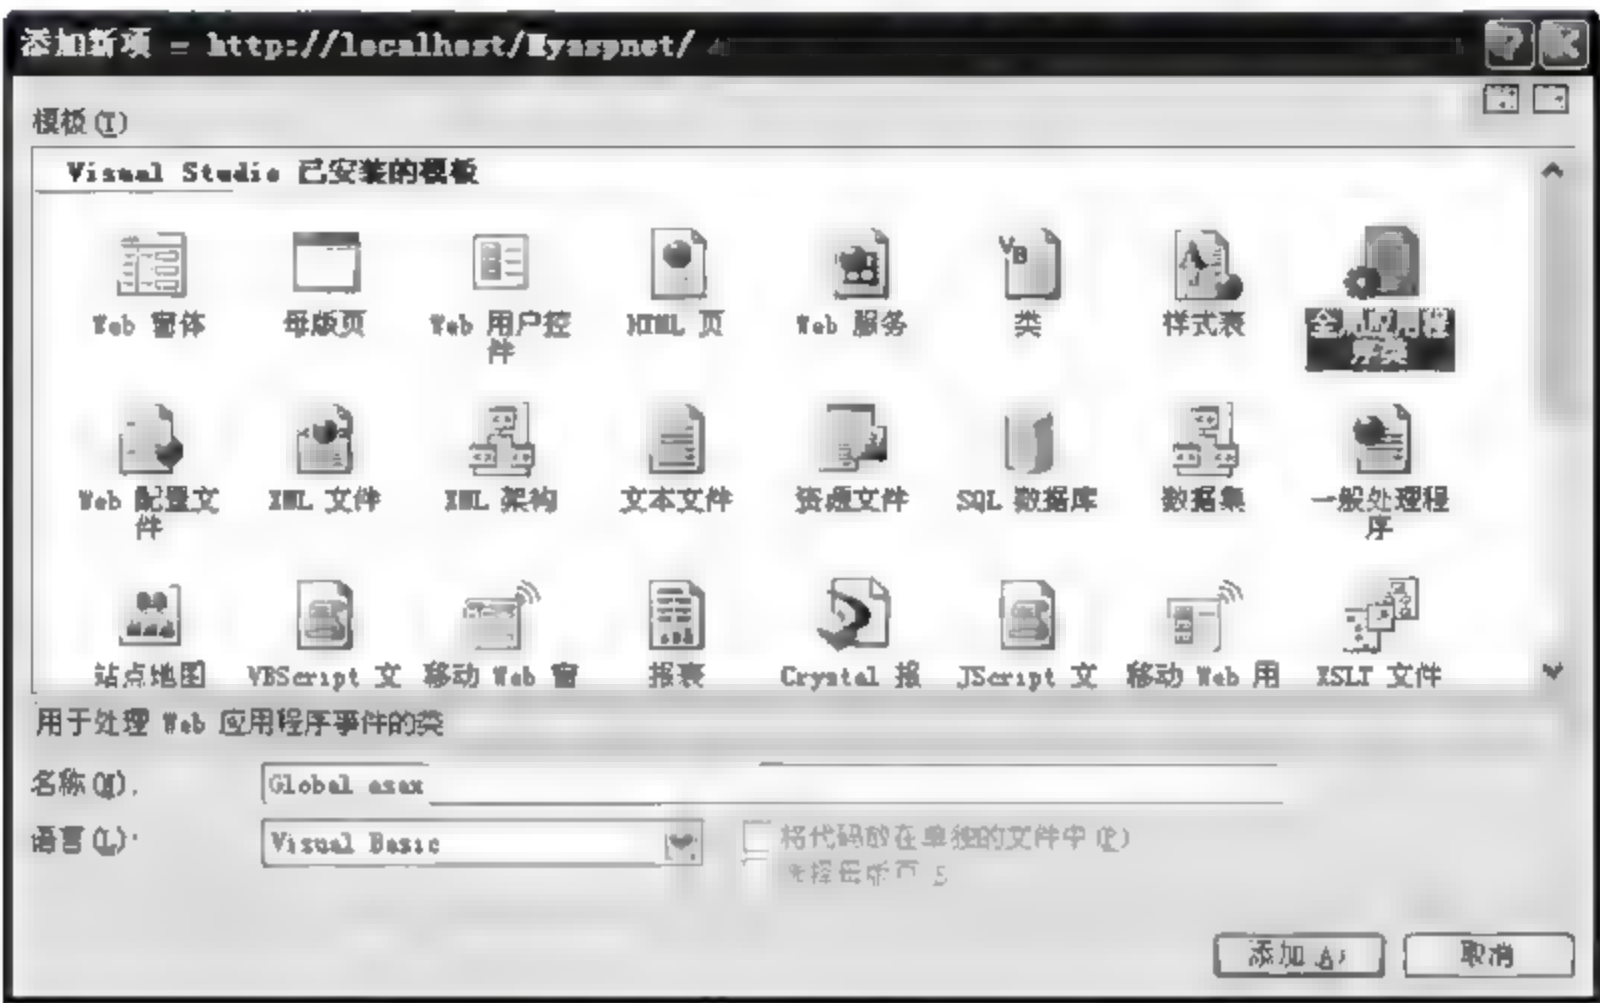 添加新项 - http://localhost/Myaspnet/
模板(T)
Visual Studio 已安装的模板
Web 窗体 母版页 Web 用户控件 HTML 页 Web 服务 类 样式表 全局应用程序类
Web 配置文件 XML 文件 XML 架构 文本文件 资源文件 SQL 数据库 数据集 一般处理程序
站点地图 VBScript 文 移动 Web 窗 报表 Crystal 报 JScript 文 移动 Web 用 XSLT 文件
用于处理 Web 应用程序事件的类
名称(N): Global.asax
语言(L): Visual Basic 将代码放在单独的文件中(P)
选择母版页(S)
添加(A) 取消